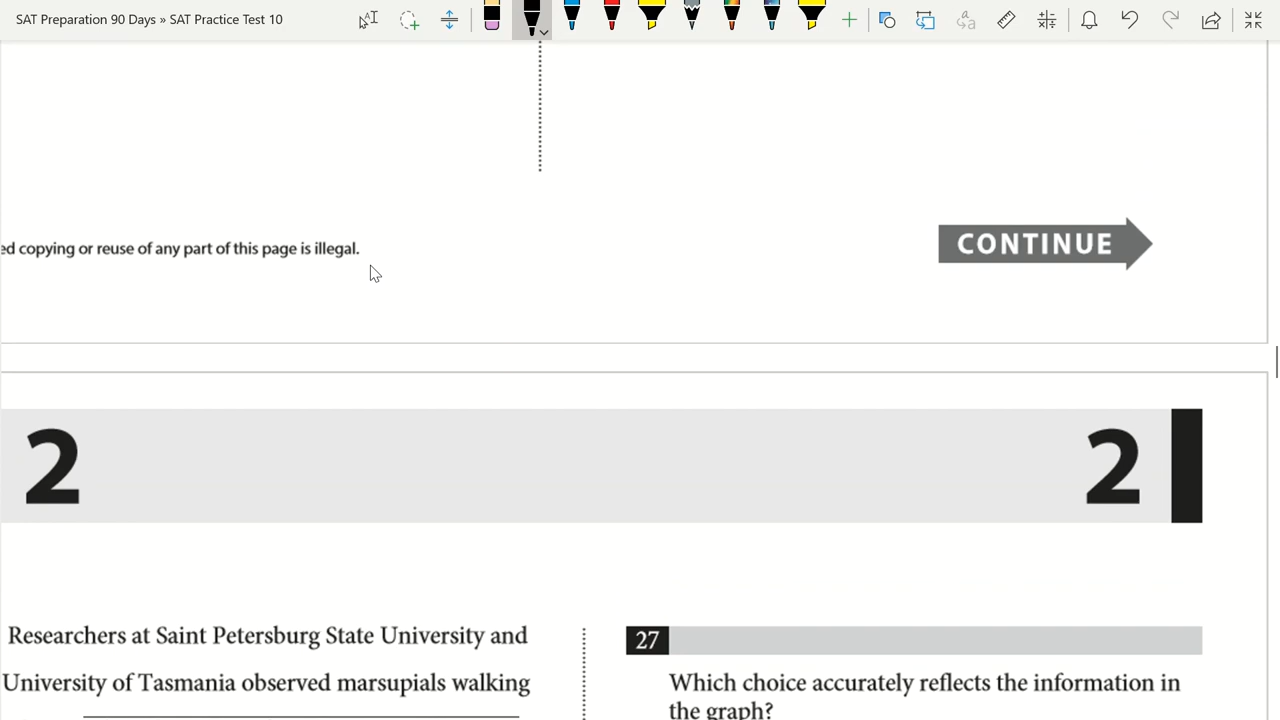 SAT Preparation 90 Days » SAT Practice Test 10
ed copying or reuse of any part of this page is illegal.
CONTINUE
2
2
Researchers at Saint Petersburg State University and
University of Tasmania observed marsupials walking
27
Which choice accurately reflects the information in
the graph?